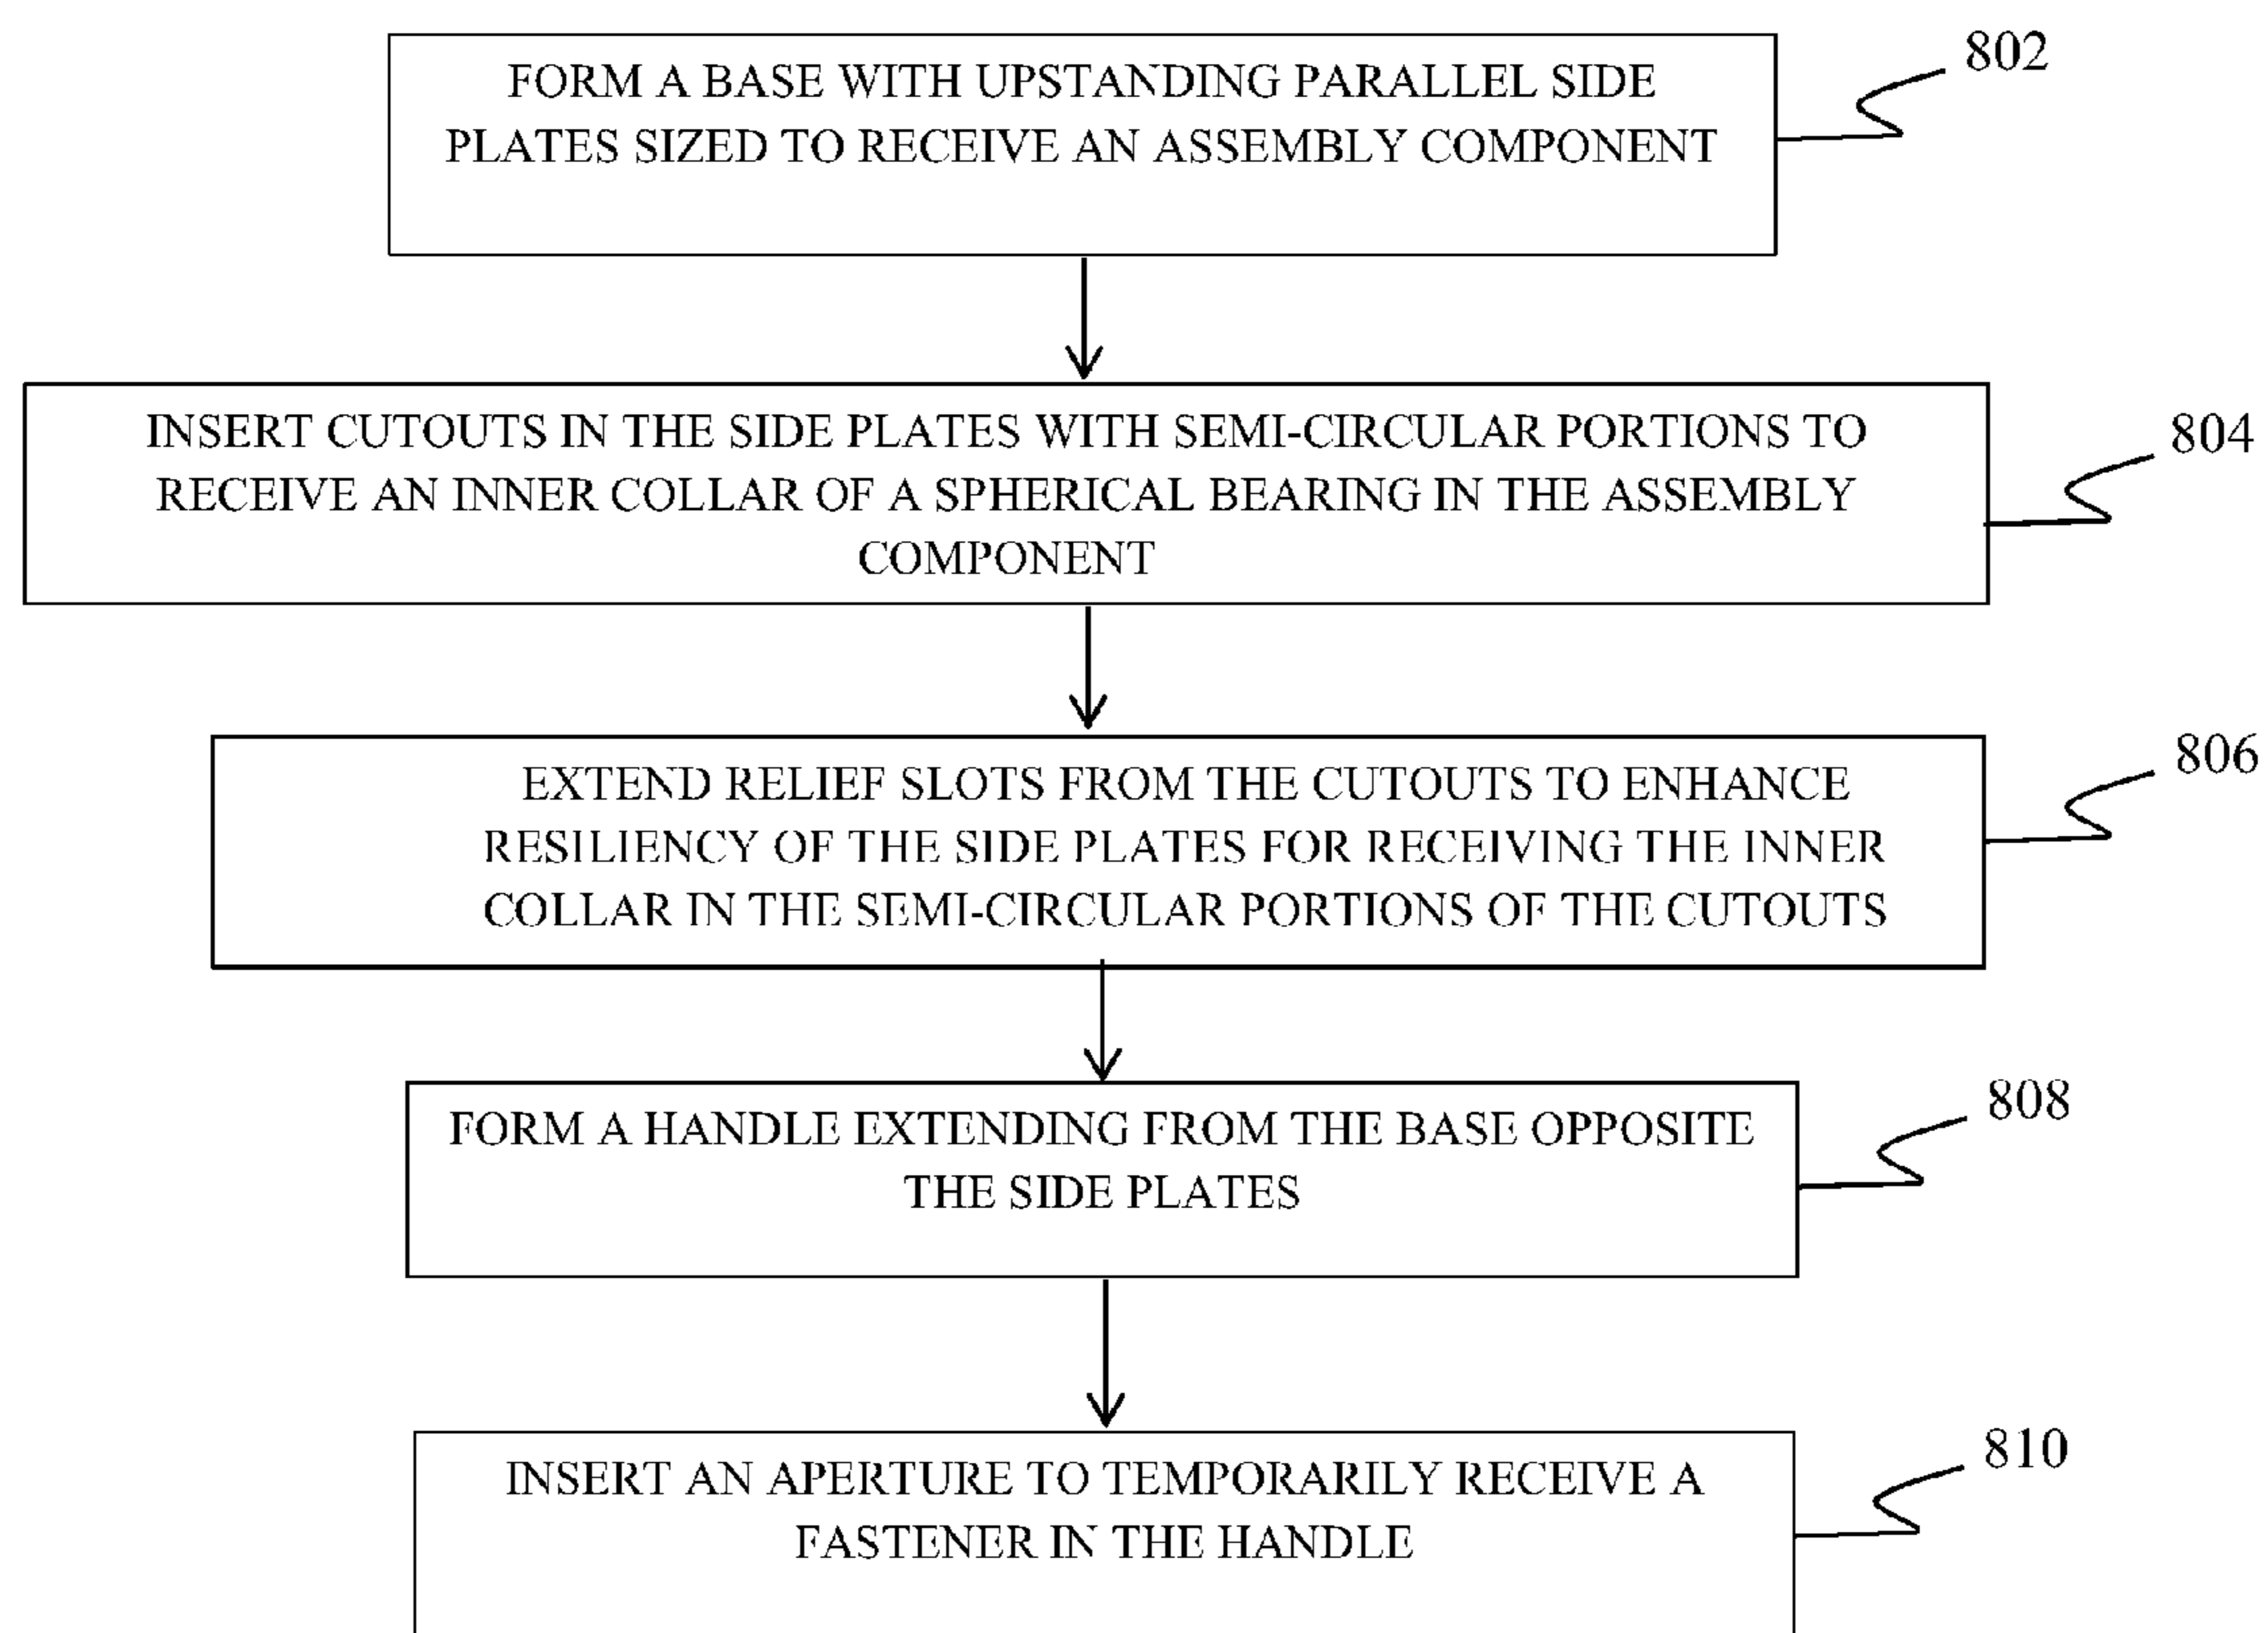 FORM A BASE WITH UPSTANDING PARALLEL SIDE
PLATES SIZED TO RECEIVE AN ASSEMBLY COMPONENT
802
INSERT CUTOUTS IN THE SIDE PLATES WITH SEMI-CIRCULAR PORTIONS TO
RECEIVE AN INNER COLLAR OF A SPHERICAL BEARING IN THE ASSEMBLY
COMPONENT
804
EXTEND RELIEF SLOTS FROM THE CUTOUTS TO ENHANCE
RESILIENCY OF THE SIDE PLATES FOR RECEIVING THE INNER
COLLAR IN THE SEMI-CIRCULAR PORTIONS OF THE CUTOUTS
806
FORM A HANDLE EXTENDING FROM THE BASE OPPOSITE
THE SIDE PLATES
808
INSERT AN APERTURE TO TEMPORARILY RECEIVE A
FASTENER IN THE HANDLE
810